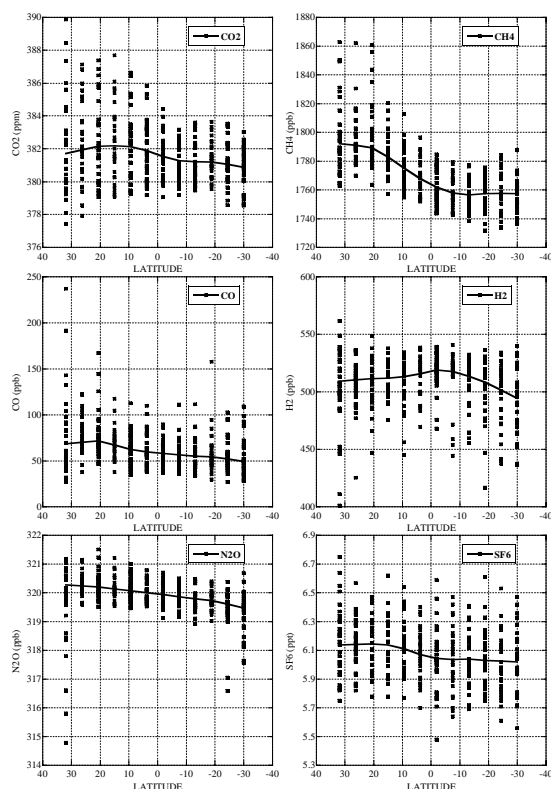 CO2
CO2 (ppm)
390
388
386
384
382
380
378
376
40 30 20 10 0 -10 -20 -30 -40
LATITUDE
CH4
CH4 (ppb)
1880
1860
1840
1820
1800
1780
1760
1740
1720
40 30 20 10 0 -10 -20 -30 -40
LATITUDE
CO
CO (ppb)
250
200
150
100
50
0
40 30 20 10 0 -10 -20 -30 -40
LATITUDE
H2
H2 (ppb)
600
550
500
450
400
40 30 20 10 0 -10 -20 -30 -40
LATITUDE
N2O
N2O (ppb)
322
321
320
319
318
317
316
315
314
40 30 20 10 0 -10 -20 -30 -40
LATITUDE
SF6
SF6 (ppt)
6.9
6.7
6.5
6.3
6.1
5.9
5.7
5.5
5.3
40 30 20 10 0 -10 -20 -30 -40
LATITUDE